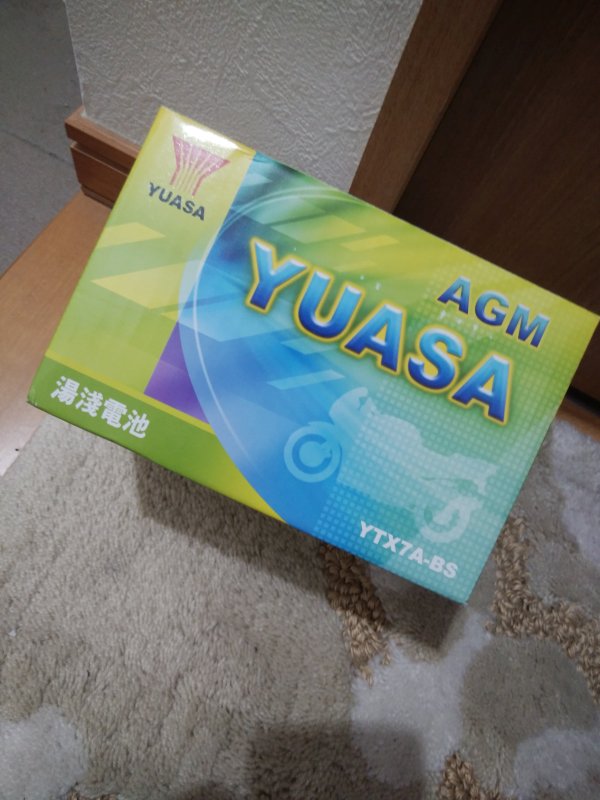 YUASA
AGM
YUASA
湯淺電池
YTX7A-BS